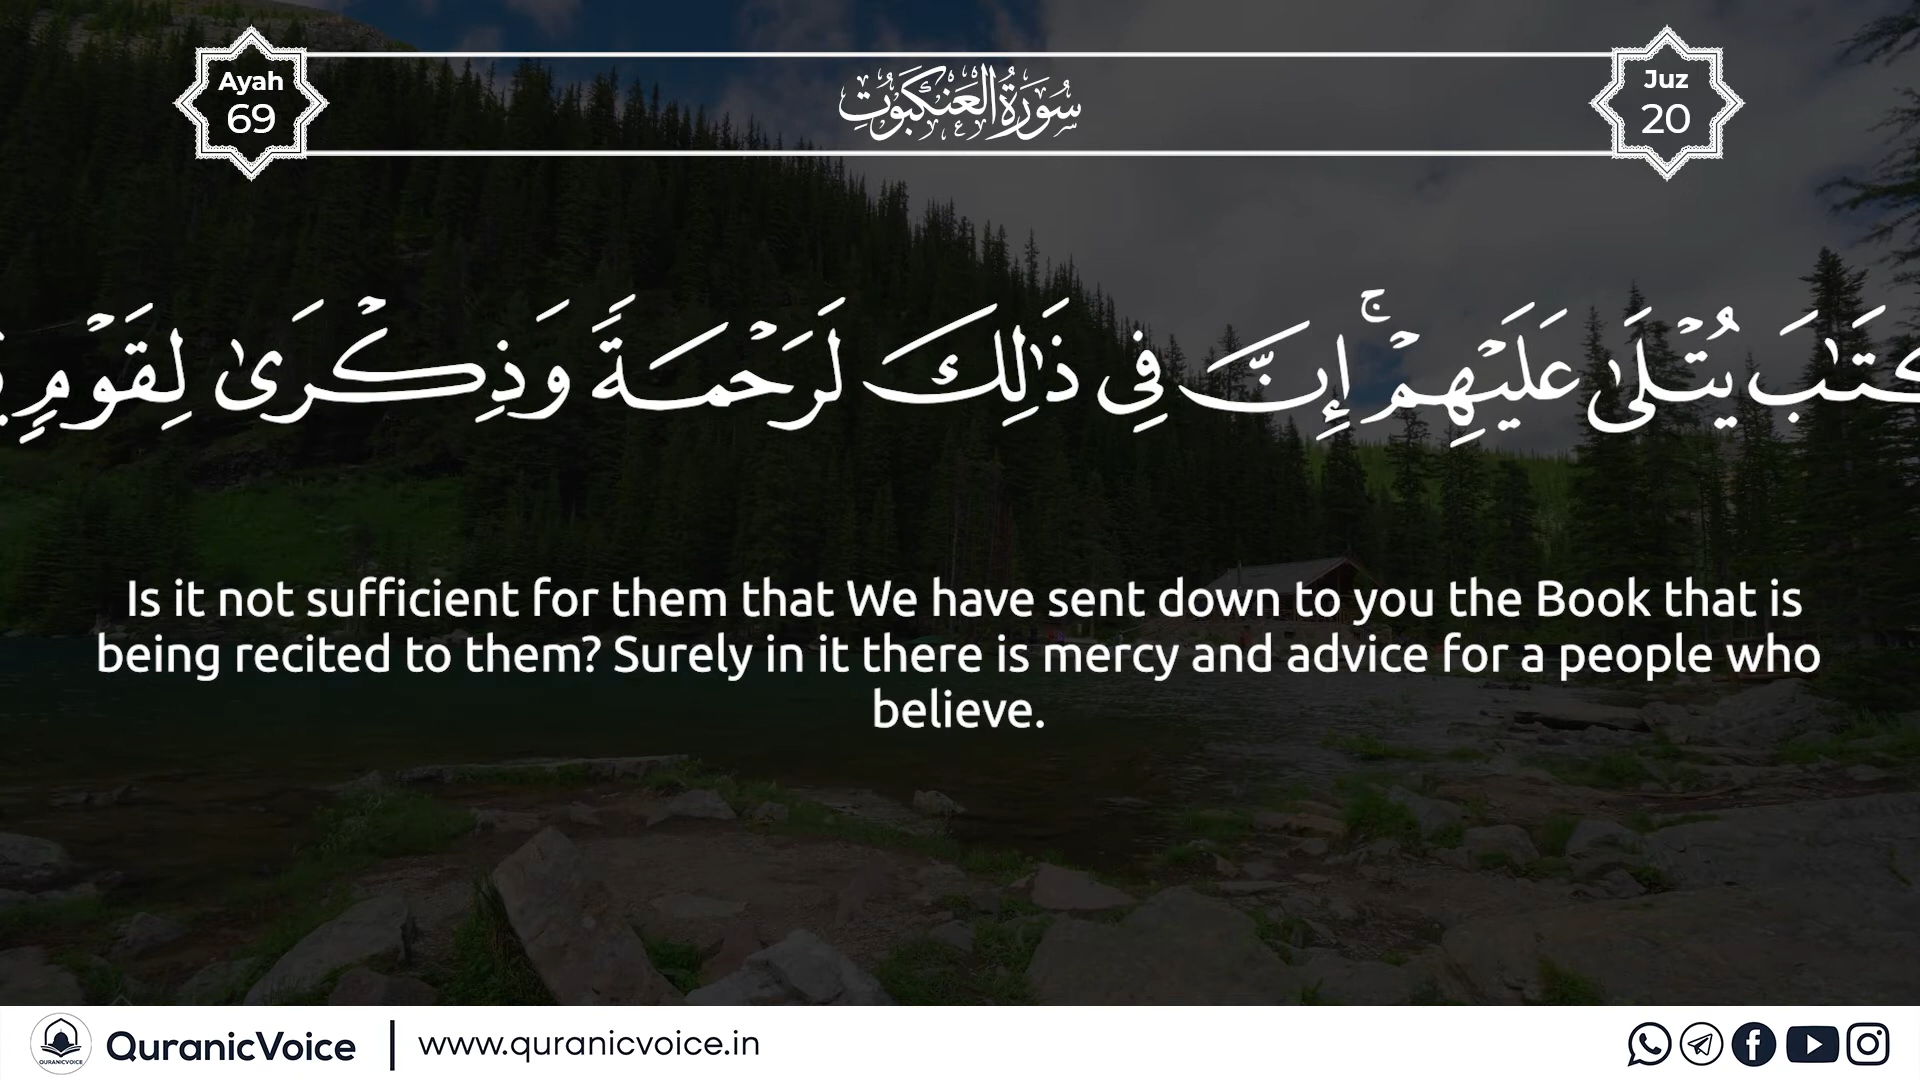 Ayah
69
سُورَةُ العَنكَبُوتِ
Juz
20
يُتْلَىٰ عَلَيْهِمْ ۚ إِنَّ فِي ذَٰلِكَ لَرَحْمَةً وَذِكْرَىٰ لِقَوْمٍ
Is it not sufficient for them that We have sent down to you the Book that is
being recited to them? Surely in it there is mercy and advice for a people who
believe.
QURANICVOICE
QuranicVoice | www.quranicvoice.in